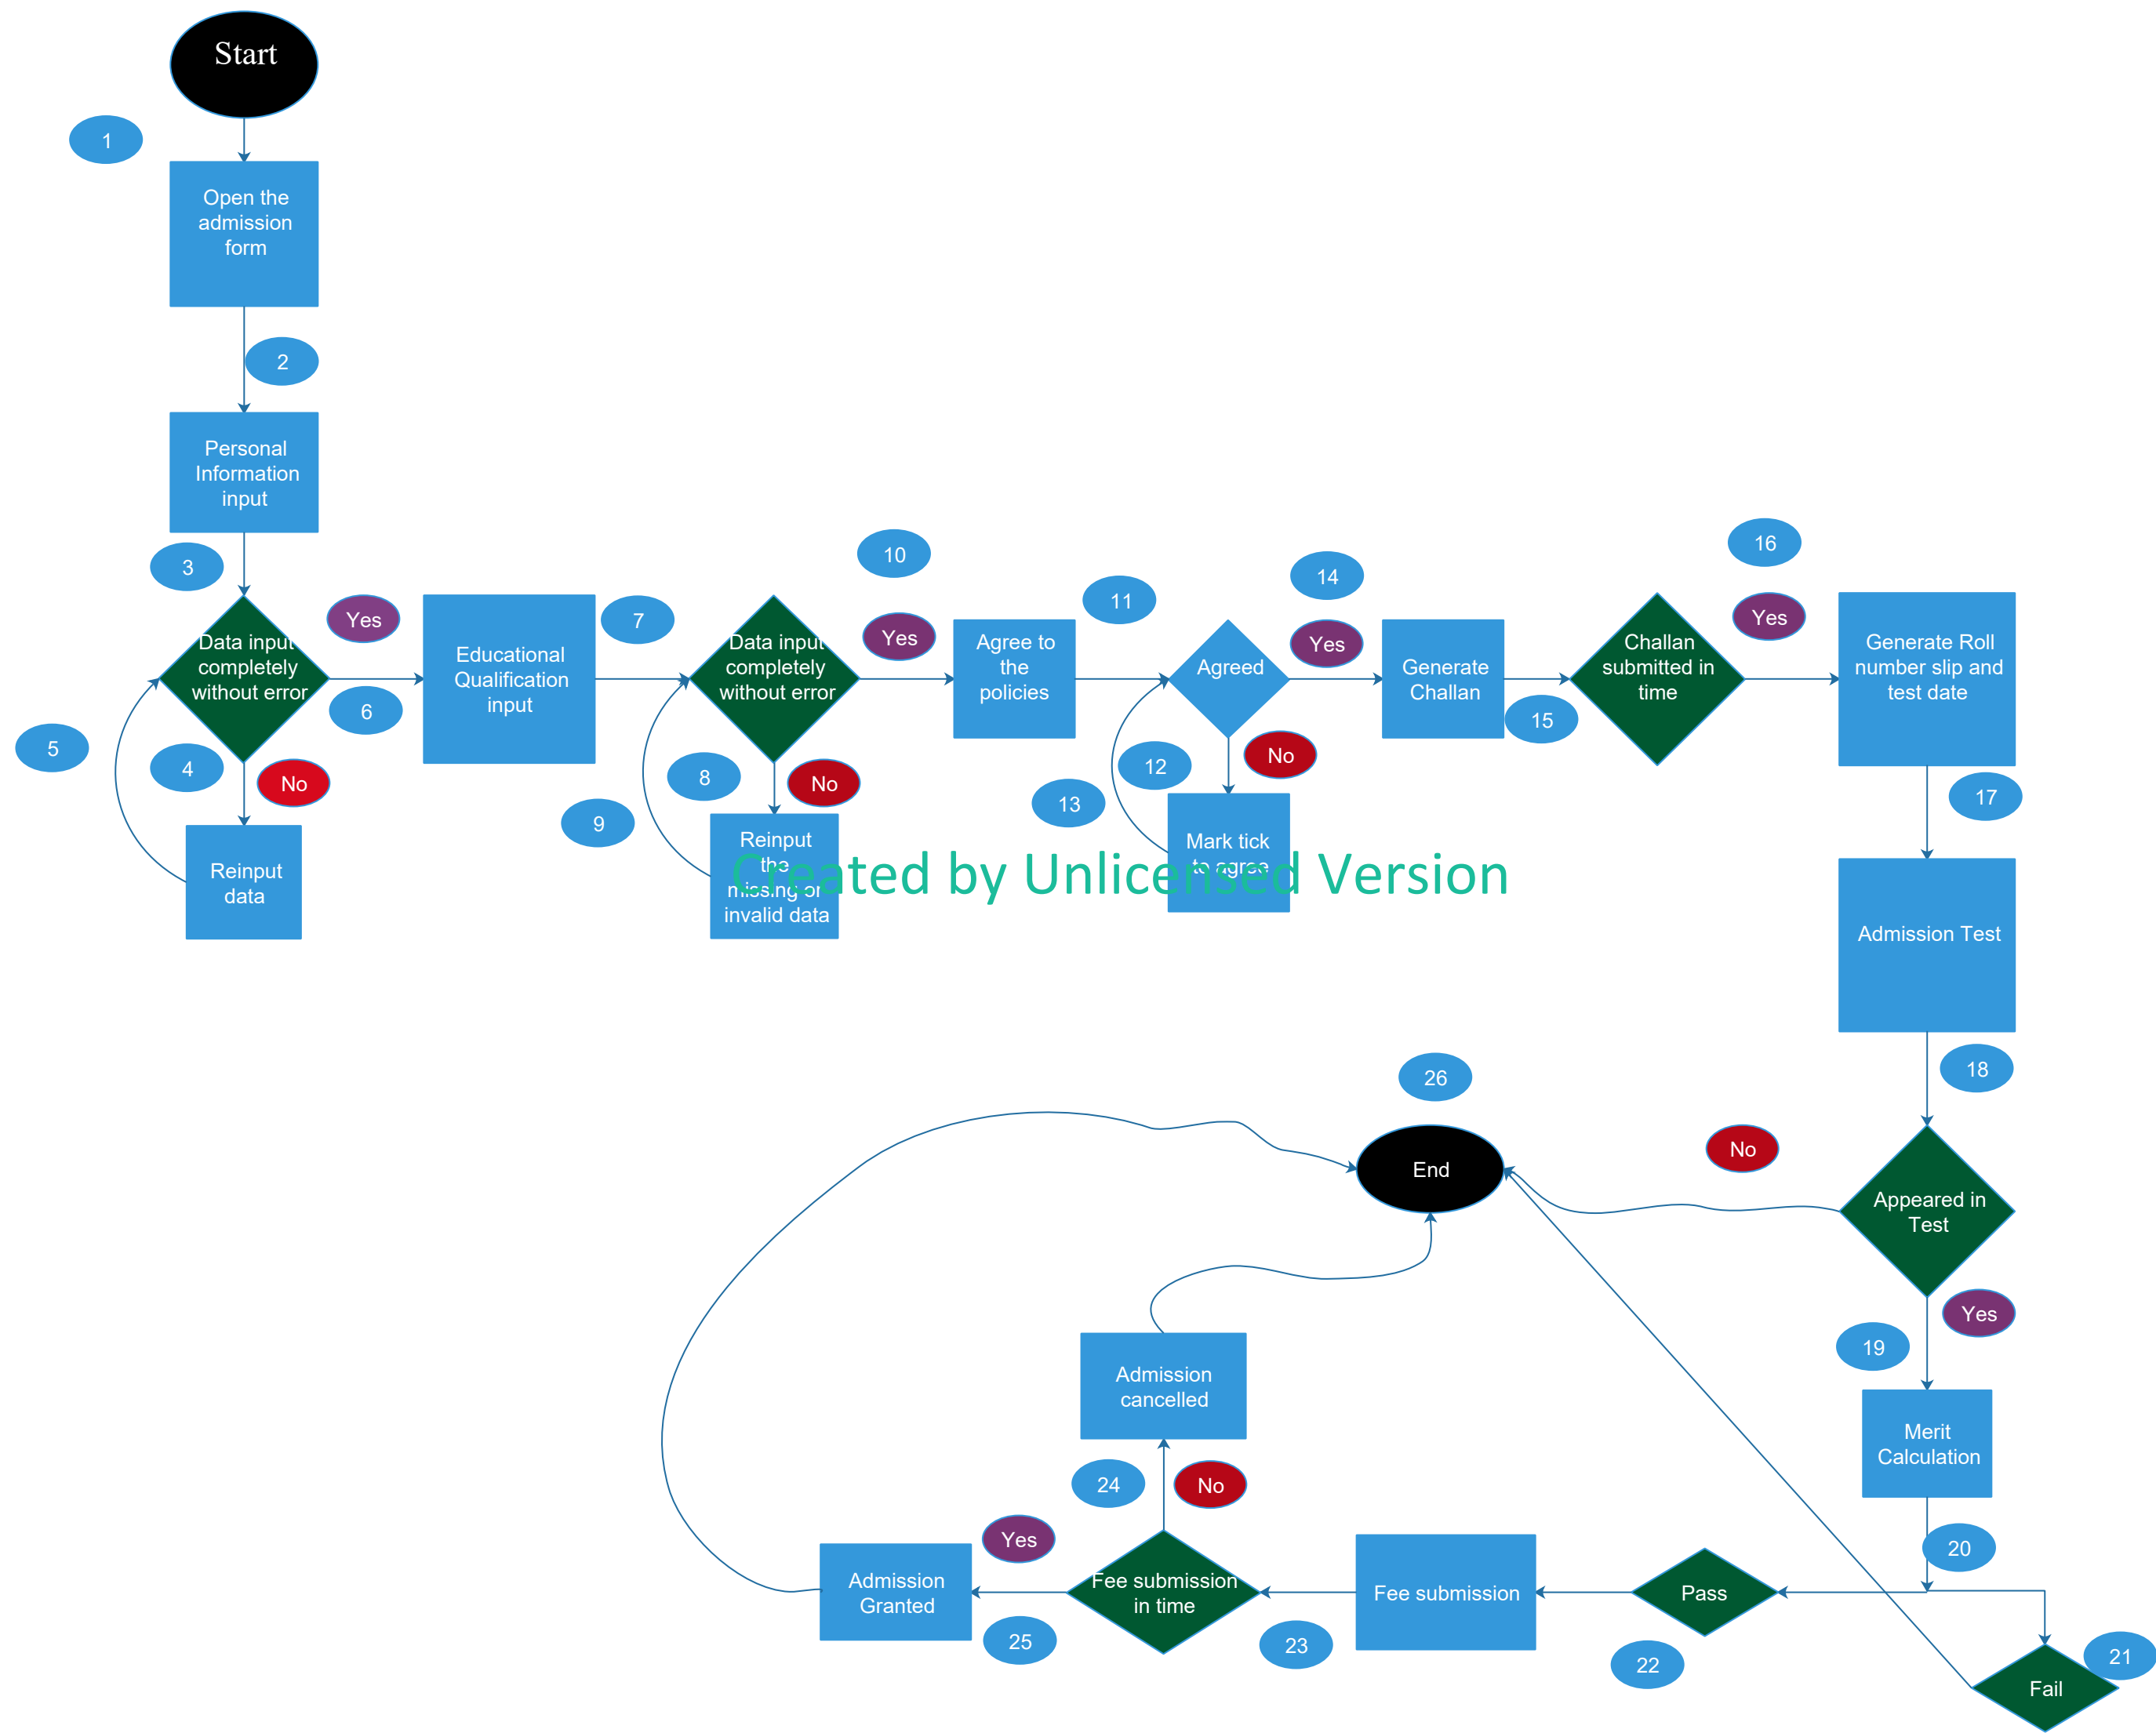 Start
1
Open the
admission
form
2
Personal
Information
input
3
Data input
completely
without error
Yes
6
5
4
No
Reinput
data
Educational
Qualification
input
7
Data input
completely
without error
10
Yes
8
No
9
Reinput
the
missing or
invalid data
Agree to
the
policies
11
Agreed
14
Yes
12
No
13
Mark tick
to agree
Generate
Challan
15
Challan
submitted in
time
16
Yes
Generate Roll
number slip and
test date
17
Created by Unlicensed Version
Admission Test
18
Appeared in
Test
No
26
End
Yes
19
Merit
Calculation
20
21
Fail
Pass
22
Fee submission
23
Fee submission
in time
24
No
Admission
cancelled
Yes
25
Admission
Granted